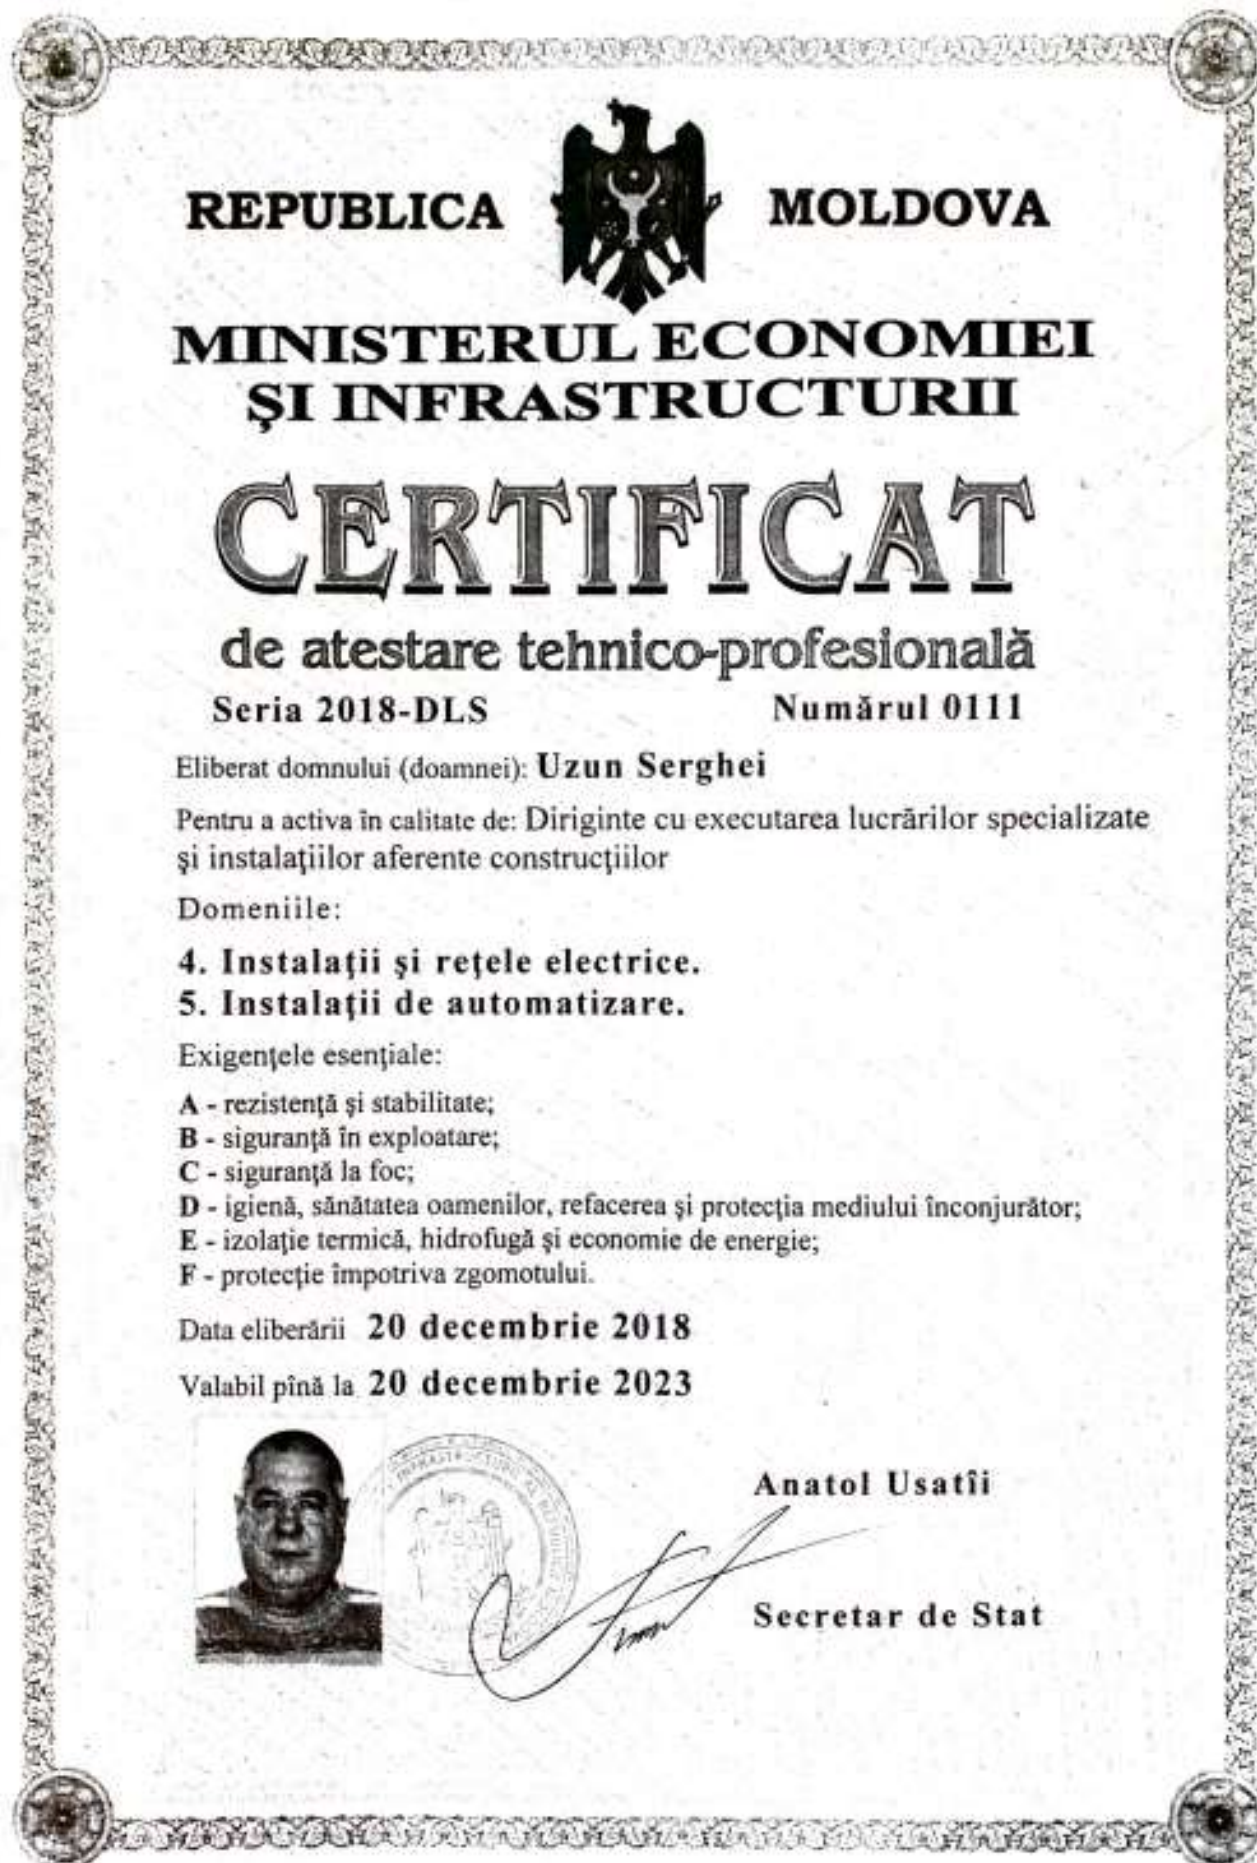 REPUBLICA MOLDOVA
MINISTERUL ECONOMIEI
ŞI INFRASTRUCTURII
CERTIFICAT
de atestare tehnico-profesională
Seria 2018-DLS Numărul 0111
Eliberat domnului (doamnei): Uzun Serghei
Pentru a activa în calitate de: Diriginte cu executarea lucrărilor specializate
şi instalaţiilor aferente construcţiilor
Domeniile:
4. Instalaţii şi reţele electrice.
5. Instalaţii de automatizare.
Exigenţele esenţiale:
A - rezistenţă şi stabilitate;
B - siguranţă în exploatare;
C - siguranţă la foc;
D - igienă, sănătatea oamenilor, refacerea şi protecţia mediului înconjurător;
E - izolaţie termică, hidrofugă şi economie de energie;
F - protecţie împotriva zgomotului.
Data eliberării 20 decembrie 2018
Valabil pînă la 20 decembrie 2023
INFRASTRUCTURII AL REPUBLICII
Anatol Usatîi
Secretar de Stat